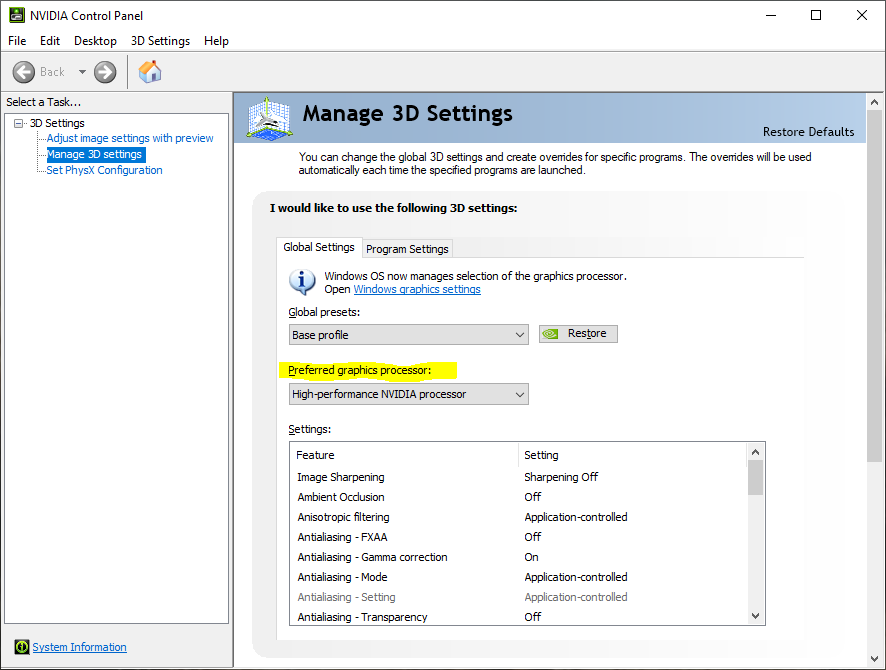 NVIDIA Control Panel
File Edit Desktop 3D Settings Help
Back
Select a Task...
3D Settings
Adjust image settings with preview
Manage 3D settings
Set PhysX Configuration
System Information
Manage 3D Settings
Restore Defaults
You can change the global 3D settings and create overrides for specific programs. The overrides will be used
automatically each time the specified programs are launched.
I would like to use the following 3D settings:
Global Settings Program Settings
Windows OS now manages selection of the graphics processor.
Open Windows graphics settings
Global presets:
Base profile Restore
Preferred graphics processor:
High-performance NVIDIA processor
Settings:
Feature Setting
Image Sharpening Sharpening Off
Ambient Occlusion Off
Anisotropic filtering Application-controlled
Antialiasing - FXAA Off
Antialiasing - Gamma correction On
Antialiasing - Mode Application-controlled
Antialiasing - Setting Application-controlled
Antialiasing - Transparency Off